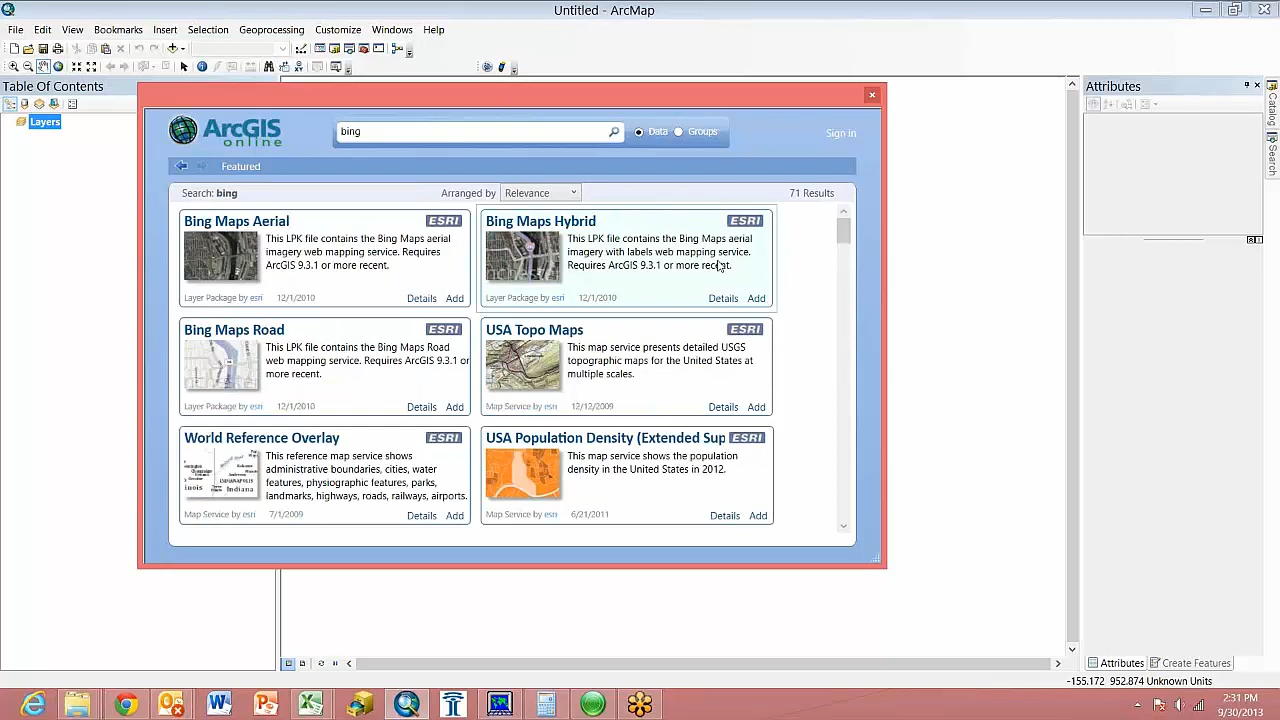 Untitled - ArcMap
File Edit View Bookmarks Insert Selection Geoprocessing Customize Windows Help
Table Of Contents
Layers
ArcGIS online
bing
Data Groups
Sign in
Featured
Search: bing
Arranged by Relevance
71 Results
Bing Maps Aerial
ESRI
This LPK file contains the Bing Maps aerial
imagery web mapping service. Requires
ArcGIS 9.3.1 or more recent.
Layer Package by esri 12/1/2010 Details Add
Bing Maps Hybrid
ESRI
This LPK file contains the Bing Maps aerial
imagery with labels web mapping service.
Requires ArcGIS 9.3.1 or more recent.
Layer Package by esri 12/1/2010 Details Add
Bing Maps Road
ESRI
This LPK file contains the Bing Maps Road
web mapping service. Requires ArcGIS 9.3.1 or
more recent.
Layer Package by esri 12/1/2010 Details Add
USA Topo Maps
ESRI
This map service presents detailed USGS
topographic maps for the United States at
multiple scales.
Map Service by esri 12/12/2009 Details Add
World Reference Overlay
ESRI
This reference map service shows
administrative boundaries, cities, water
features, physiographic features, parks,
landmarks, highways, roads, railways, airports.
Map Service by esri 7/1/2009 Details Add
USA Population Density (Extended Sup
ESRI
This map service shows the population
density in the United States in 2012.
Map Service by esri 6/21/2011 Details Add
Attributes
Catalog
Search
Attributes Create Features
-155.172 952.874 Unknown Units
2:31 PM
9/30/2013